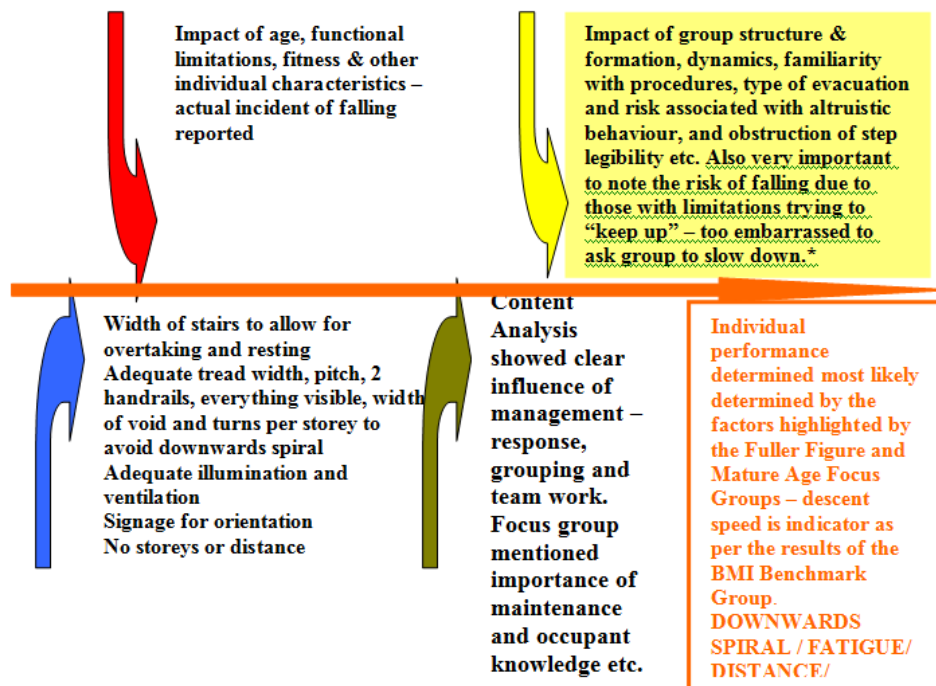 Impact of age, functional
limitations, fitness & other
individual characteristics –
actual incident of falling
reported
Impact of group structure &
formation, dynamics, familiarity
with procedures, type of evacuation
and risk associated with altruistic
behaviour, and obstruction of step
legibility etc. Also very important
to note the risk of falling due to
those with limitations trying to
“keep up” – too embarrassed to
ask group to slow down.*
Width of stairs to allow for
overtaking and resting
Adequate tread width, pitch, 2
handrails, everything visible, width
of void and turns per storey to
avoid downwards spiral
Adequate illumination and
ventilation
Signage for orientation
No storeys or distance
Content
Analysis
showed clear
influence of
management –
response,
grouping and
team work.
Focus group
mentioned
importance of
maintenance
and occupant
knowledge etc.
Individual
performance
determined most likely
determined by the
factors highlighted by
the Fuller Figure and
Mature Age Focus
Groups – descent
speed is indicator as
per the results of the
BMI Benchmark
Group.
DOWNWARDS
SPIRAL / FATIGUE/
DISTANCE/